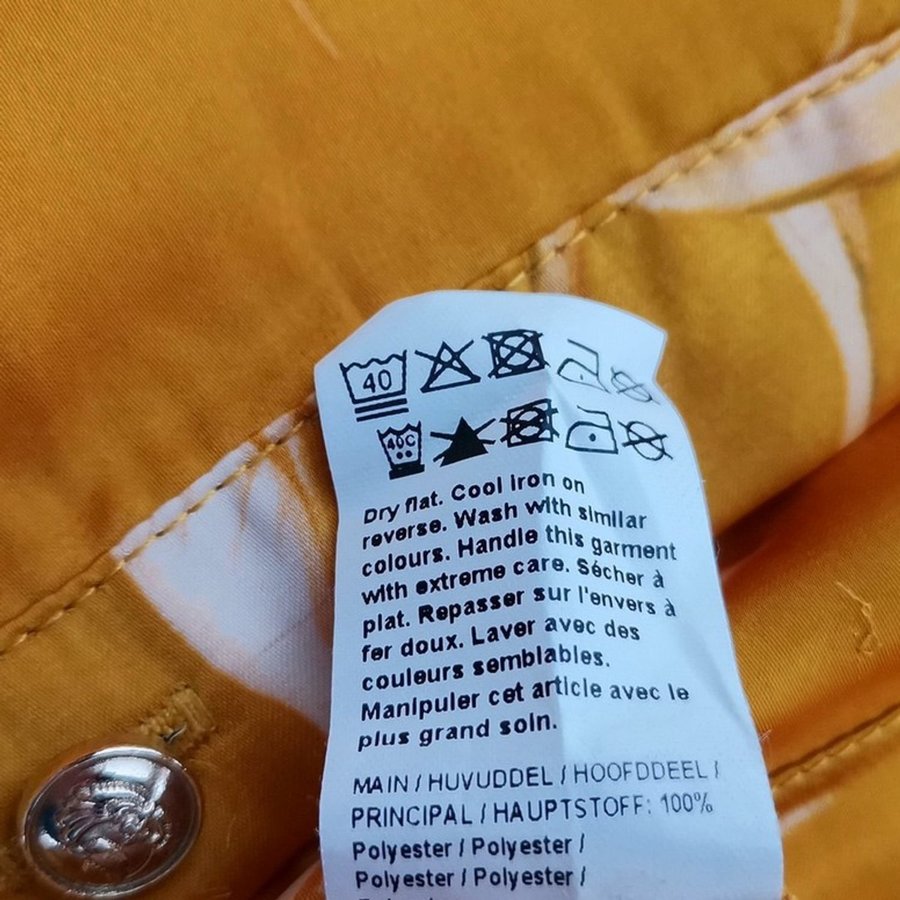 40
40C
Dry flat. Cool iron on
reverse. Wash with similar
colours. Handle this garment
with extreme care. Sécher à
plat. Repasser sur l'envers à
fer doux. Laver avec des
couleurs semblables.
Manipuler cet article avec le
plus grand soin.
MAIN / HUVUDDEL / HOOFDDEEL /
PRINCIPAL / HAUPTSTOFF: 100%
Polyester / Polyester /
Polyester / Polyester /